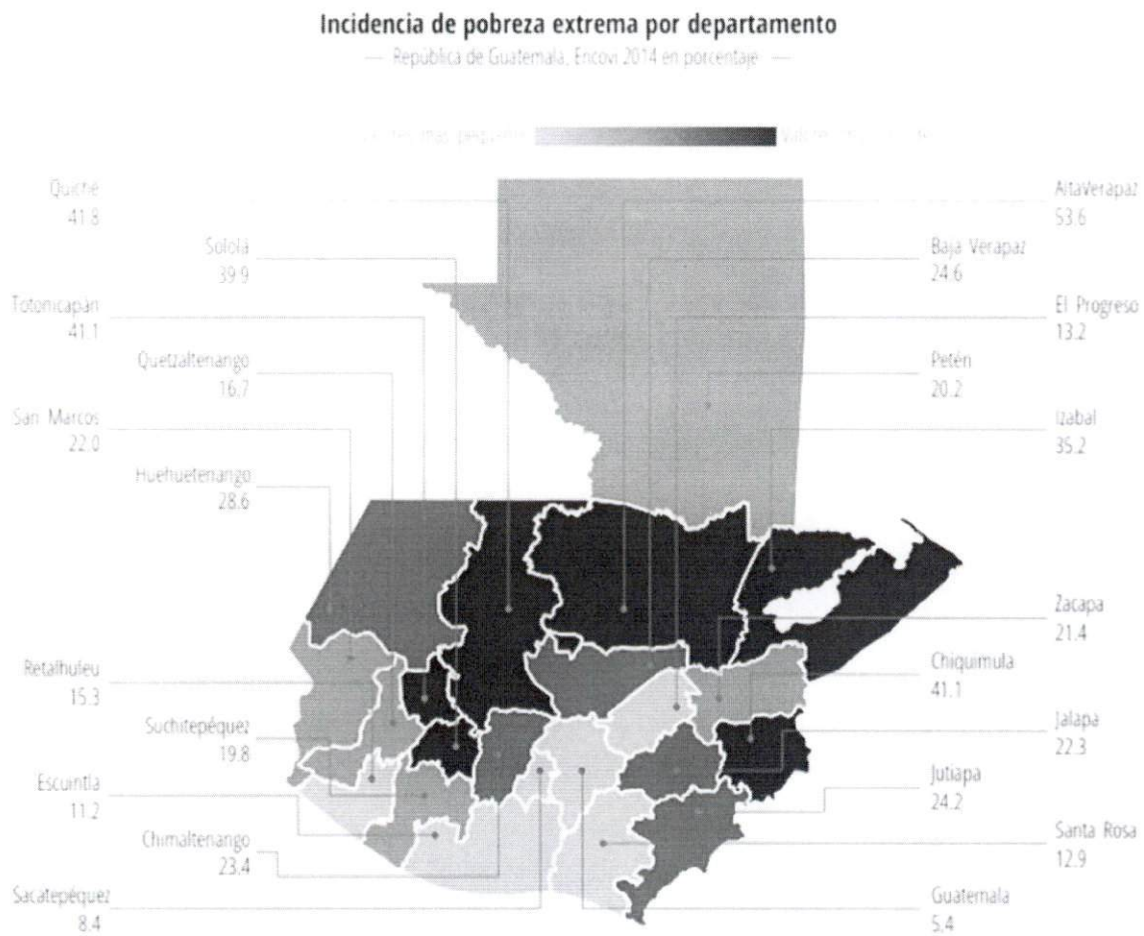 Incidencia de pobreza extrema por departamento
— República de Guatemala, Encovi 2014 en porcentaje —
más
Quiché
41.8
Sololá
39.9
Totonicapán
41.1
Quetzaltenango
16.7
San Marcos
22.0
Huehuetenango
28.6
Retalhuleu
15.3
Suchitepéquez
19.8
Escuintla
11.2
Chimaltenango
23.4
Sacatepéquez
8.4
AltaVerapaz
53.6
Baja Verapaz
24.6
El Progreso
13.2
Petén
20.2
Izabal
35.2
Zacapa
21.4
Chiquimula
41.1
Jalapa
22.3
Jutiapa
24.2
Santa Rosa
12.9
Guatemala
5.4